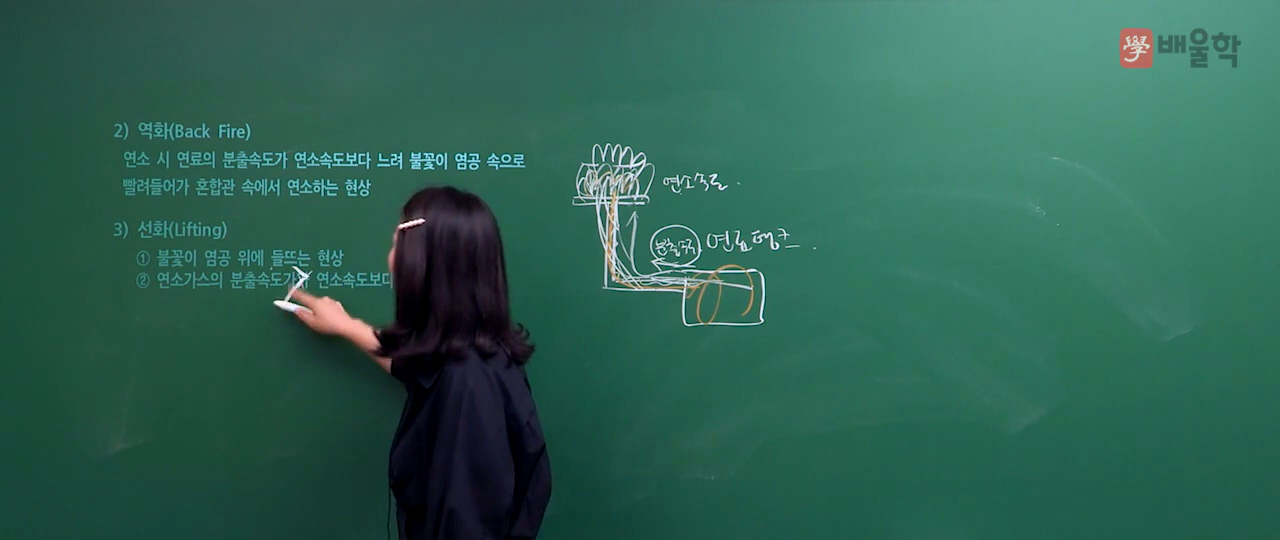 學 배울학
2) 역화(Back Fire)
연소 시 연료의 분출속도가 연소속도보다 느려 불꽃이 염공 속으로
빨려들어가 혼합관 속에서 연소하는 현상
3) 선화(Lifting)
① 불꽃이 염공 위에 들뜨는 현상
② 연소가스의 분출속도가 연소속도보다
연소속도
분출속도
연료탱크